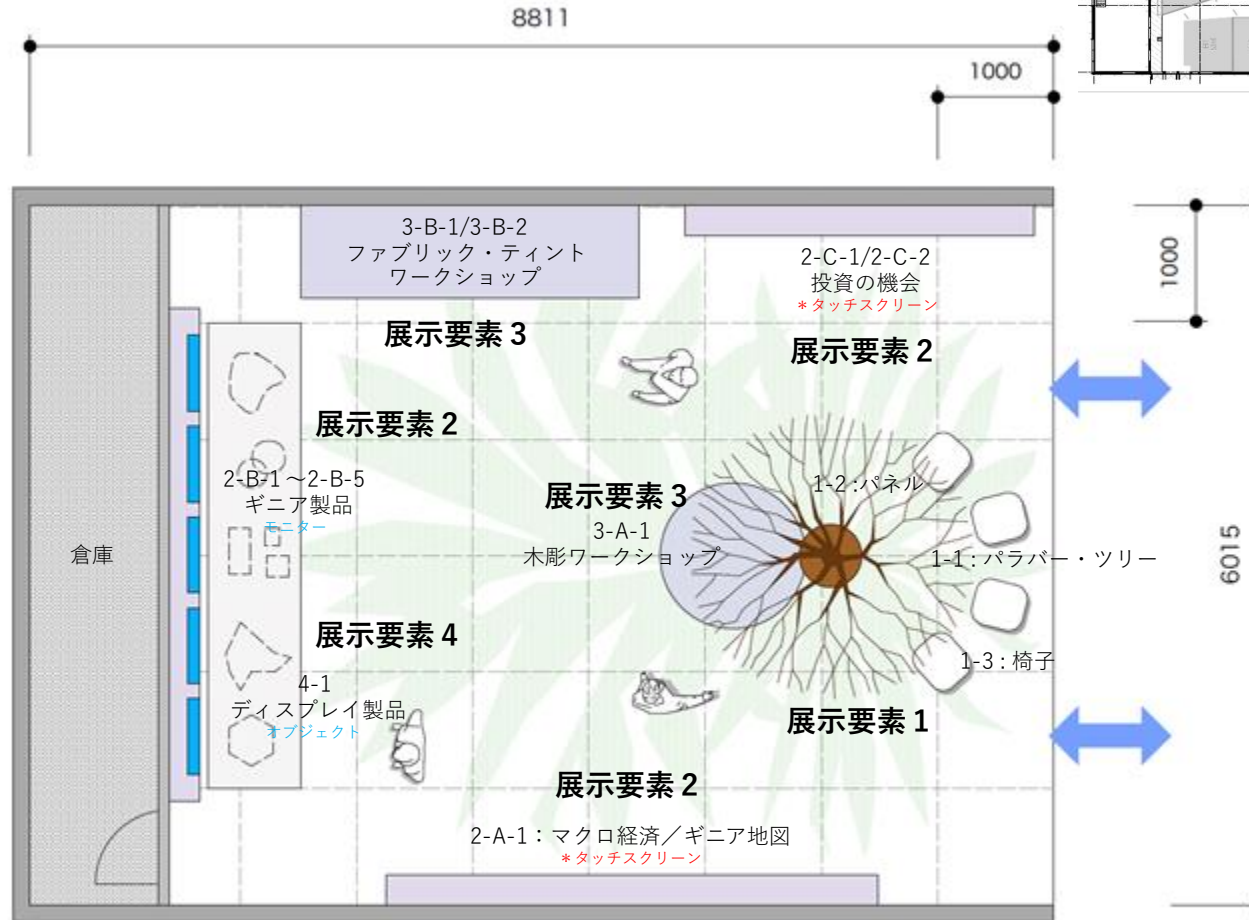 8811
1000
3-B-1/3-B-2
ファブリック・ティント
ワークショップ
2-C-1/2-C-2
投資の機会
*タッチスクリーン
1000
展示要素 3
展示要素 2
展示要素 2
2-B-1～2-B-5
ギニア製品
モニター
展示要素 3
3-A-1
木彫ワークショップ
1-2 : パネル
倉庫
1-1 : パラバー・ツリー
6015
展示要素 4
4-1
ディスプレイ製品
オブジェクト
1-3 : 椅子
展示要素 1
展示要素 2
2-A-1：マクロ経済／ギニア地図
*タッチスクリーン